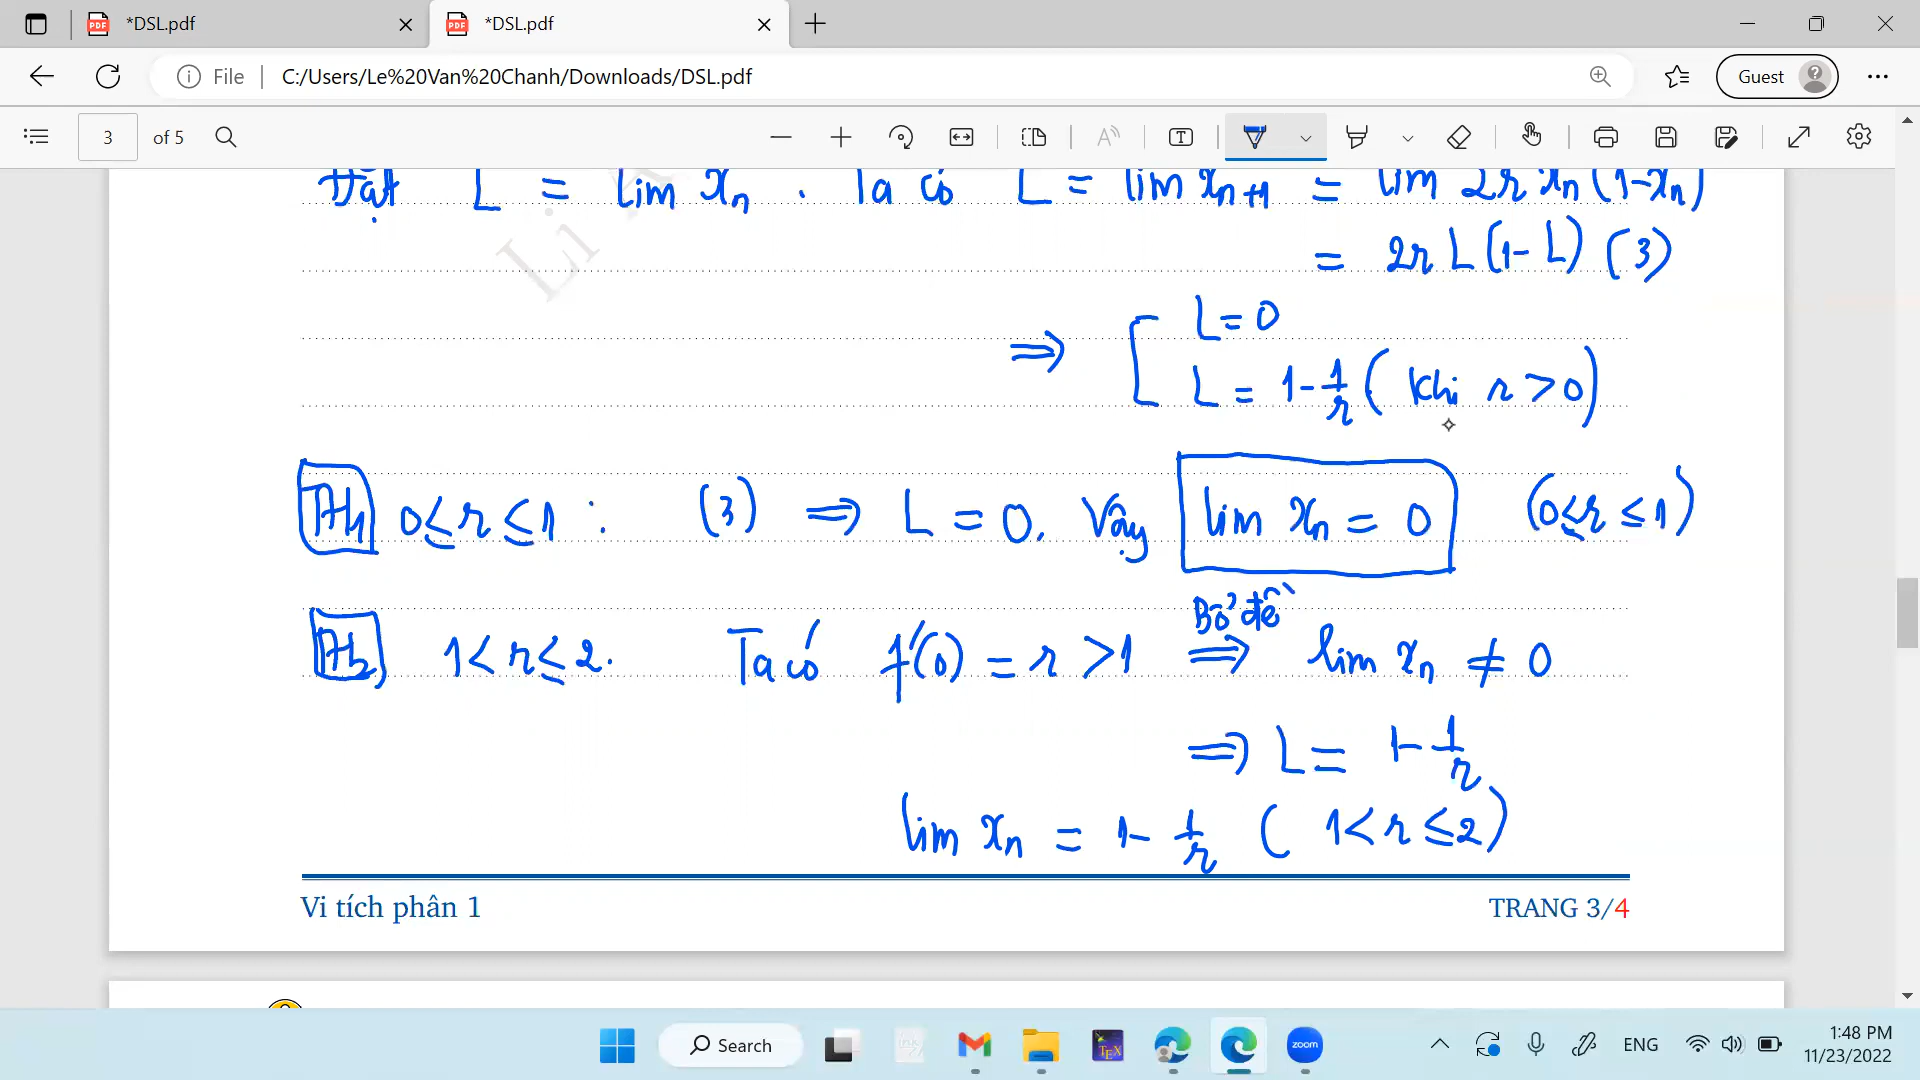 *DSL.pdf
*DSL.pdf
File
C:/Users/Le%20Van%20Chanh/Downloads/DSL.pdf
Guest
3 of 5
Đặt L = lim xₙ . Ta có L = lim xₙ₊₁ = lim 2r xₙ (1-xₙ)
= 2r L (1 - L) (3)
⇒ [ L = 0
L = 1 - 1/r ( khi r > 0 )
Th1 0 ≤ r ≤ 1 : (3) ⇒ L = 0. Vậy lim xₙ = 0 (0 ≤ r ≤ 1)
Bổ đề
Th2 1 < r ≤ 2. Ta có f'(0) = r > 1 ⇒ lim xₙ ≠ 0
⇒ L = 1 - 1/r
lim xₙ = 1 - 1/r ( 1 < r ≤ 2 )
Vi tích phân 1
TRANG 3/4
Search
TEX
zoom
ENG
1:48 PM
11/23/2022